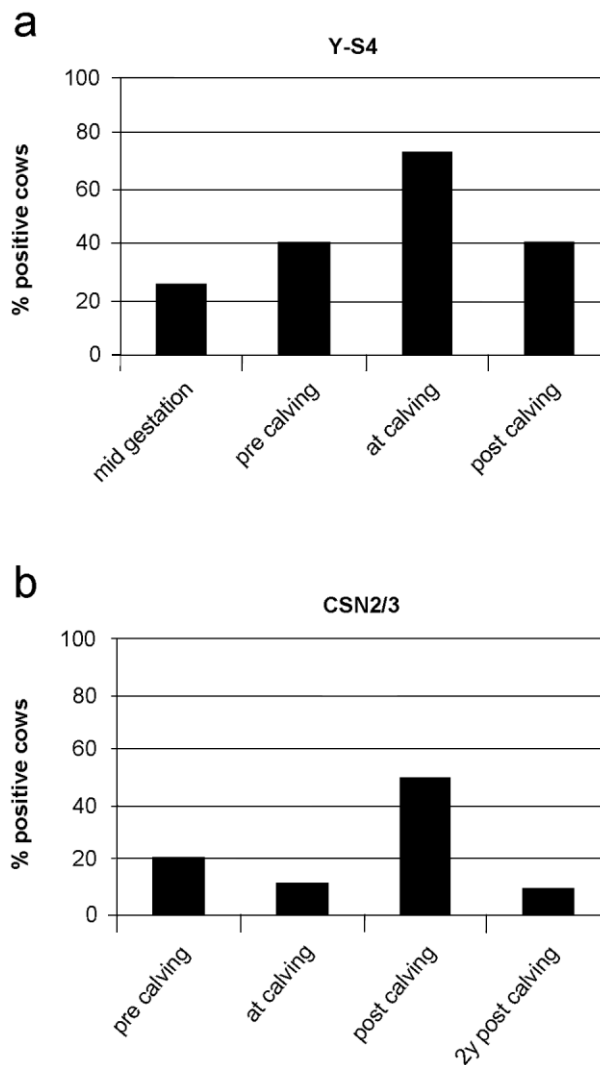 a
Y-S4
% positive cows
100
80
60
40
20
0
mid gestation
pre calving
at calving
post calving
b
CSN2/3
% positive cows
100
80
60
40
20
0
pre calving
at calving
post calving
2y post calving